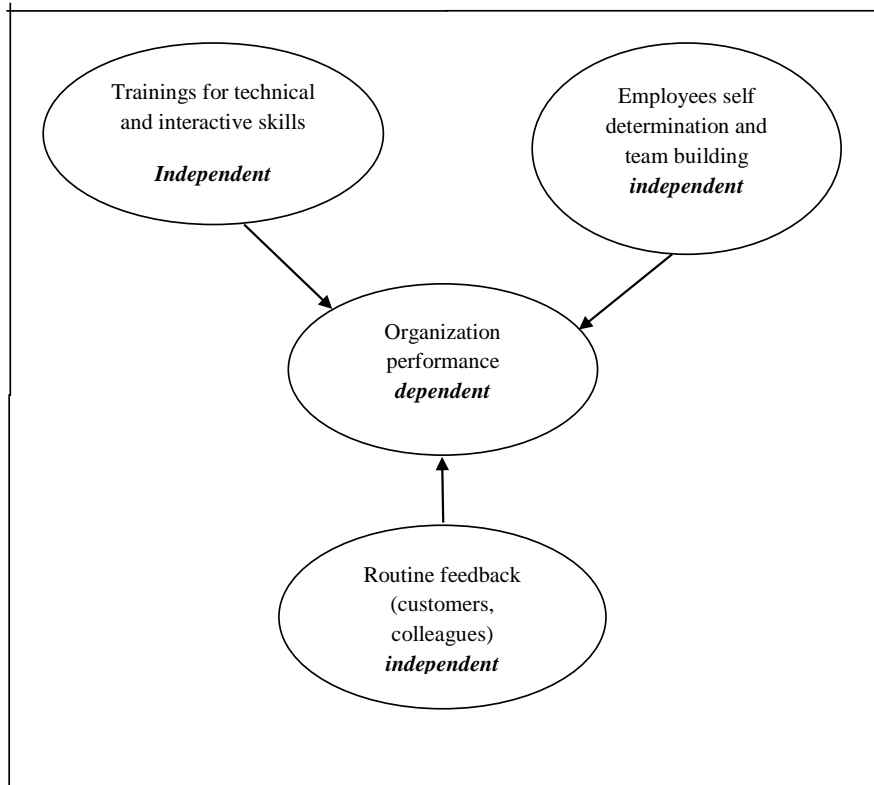 Trainings for technical
and interactive skills
Independent
Employees self
determination and
team building
independent
Organization
performance
dependent
Routine feedback
(customers,
colleagues)
independent